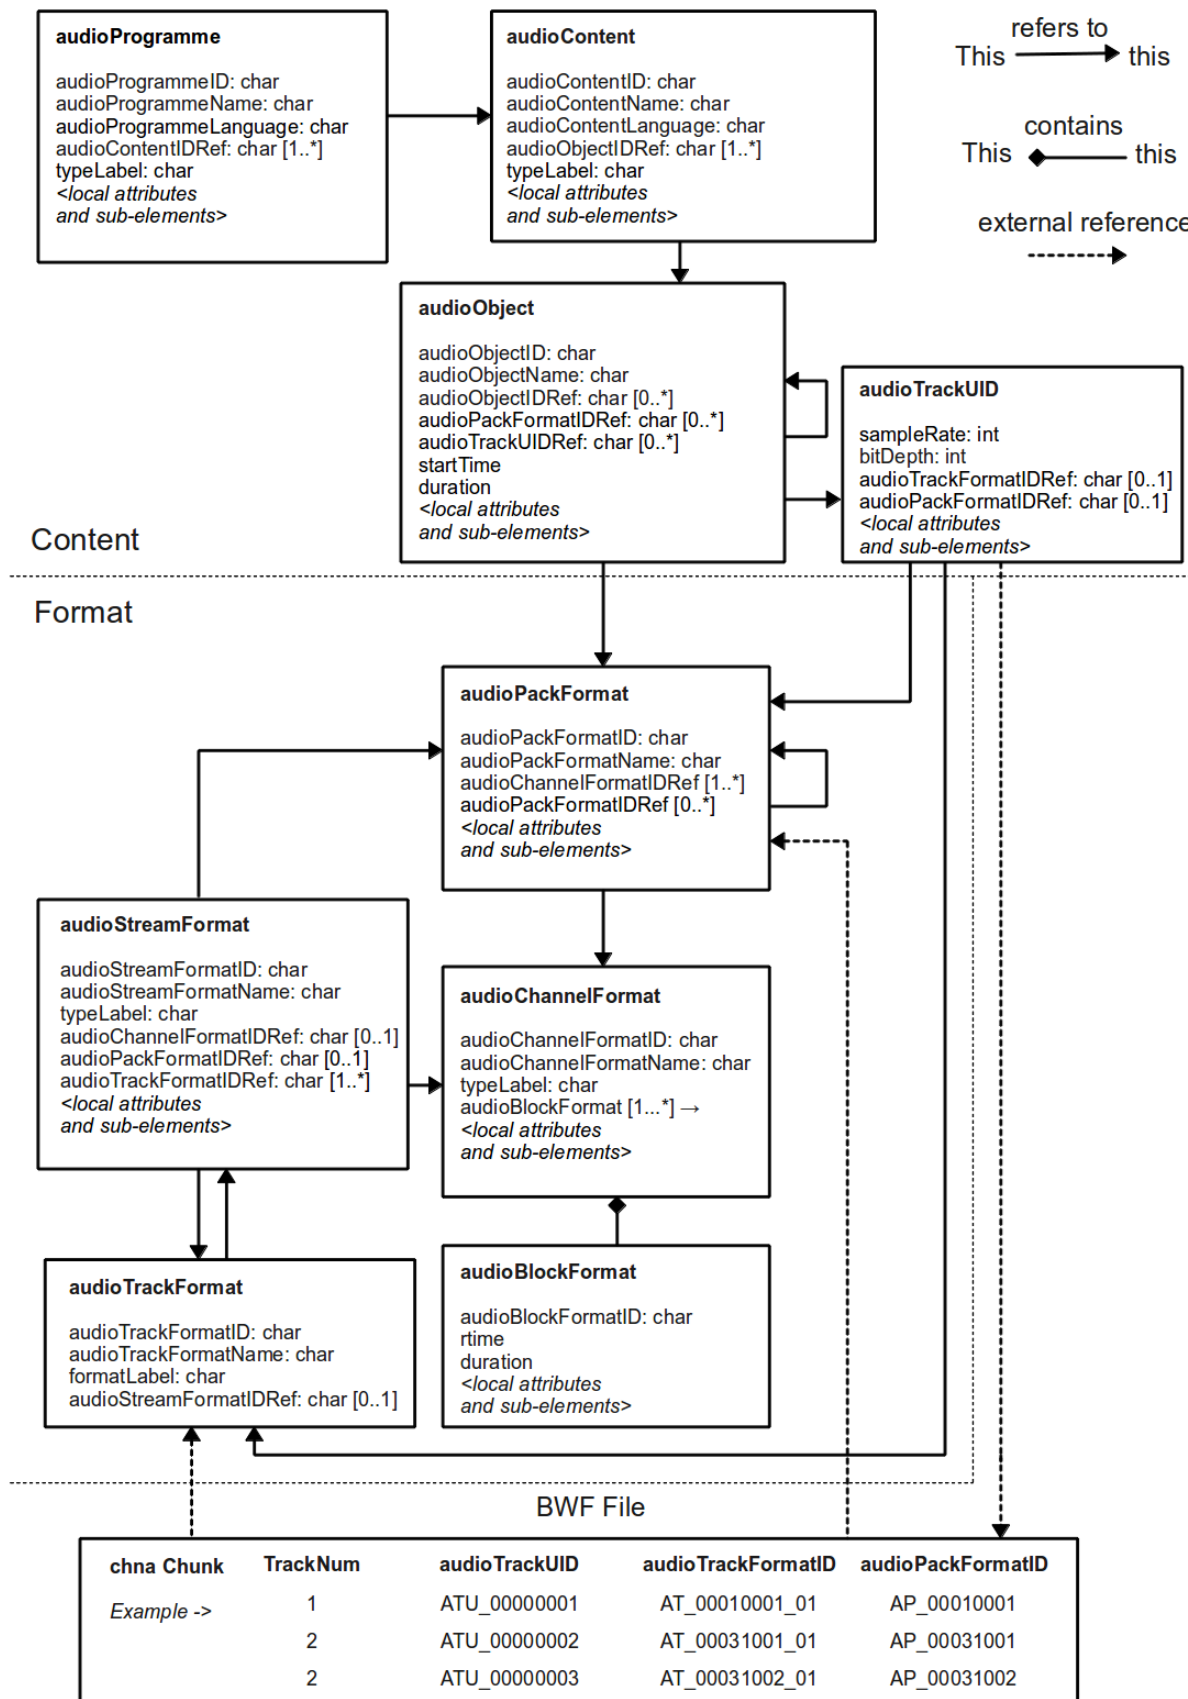 audioProgramme
audioProgrammeID: char
audioProgrammeName: char
audioProgrammeLanguage: char
audioContentIDRef: char [1..*]
typeLabel: char
<local attributes
and sub-elements>
audioContent
audioContentID: char
audioContentName: char
audioContentLanguage: char
audioObjectIDRef: char [1..*]
typeLabel: char
<local attributes
and sub-elements>
refers to
This this
contains
This this
external reference
audioObject
audioObjectID: char
audioObjectName: char
audioObjectIDRef: char [0..*]
audioPackFormatIDRef: char [0..*]
audioTrackUIDRef: char [0..*]
startTime
duration
<local attributes
and sub-elements>
audioTrackUID
sampleRate: int
bitDepth: int
audioTrackFormatIDRef: char [0..1]
audioPackFormatIDRef: char [0..1]
<local attributes
and sub-elements>
Content
Format
audioPackFormat
audioPackFormatID: char
audioPackFormatName: char
audioChannelFormatIDRef [1..*]
audioPackFormatIDRef [0..*]
<local attributes
and sub-elements>
audioStreamFormat
audioStreamFormatID: char
audioStreamFormatName: char
typeLabel: char
audioChannelFormatIDRef: char [0..1]
audioPackFormatIDRef: char [0..1]
audioTrackFormatIDRef: char [1..*]
<local attributes
and sub-elements>
audioChannelFormat
audioChannelFormatID: char
audioChannelFormatName: char
typeLabel: char
audioBlockFormat [1...*] →
<local attributes
and sub-elements>
audioTrackFormat
audioTrackFormatID: char
audioTrackFormatName: char
formatLabel: char
audioStreamFormatIDRef: char [0..1]
audioBlockFormat
audioBlockFormatID: char
rtime
duration
<local attributes
and sub-elements>
BWF File
chna Chunk TrackNum audioTrackUID audioTrackFormatID audioPackFormatID
Example -> 1 ATU_00000001 AT_00010001_01 AP_00010001
2 ATU_00000002 AT_00031001_01 AP_00031001
2 ATU_00000003 AT_00031002_01 AP_00031002